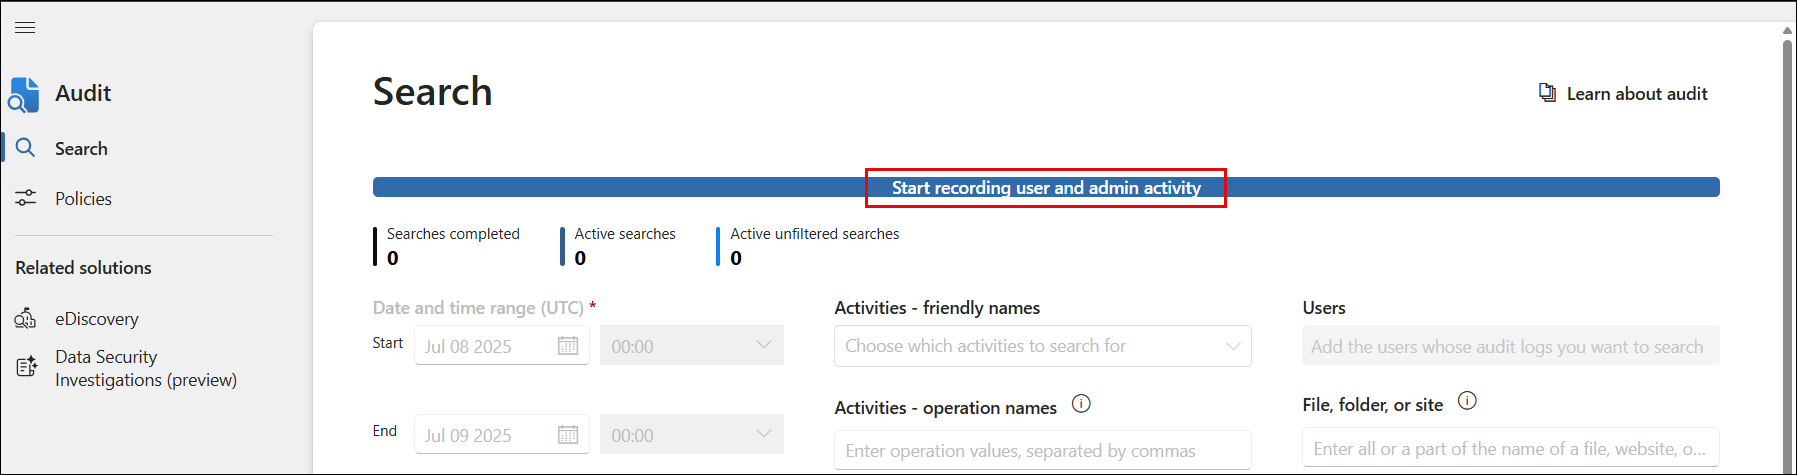 Audit
Search
Policies
Related solutions
eDiscovery
Data Security
Investigations (preview)
Search
Learn about audit
Start recording user and admin activity
Searches completed
0
Active searches
0
Active unfiltered searches
0
Date and time range (UTC) *
Start
Jul 08 2025
00:00
End
Jul 09 2025
00:00
Activities - friendly names
Choose which activities to search for
Activities - operation names
Enter operation values, separated by commas
Users
Add the users whose audit logs you want to search
File, folder, or site
Enter all or a part of the name of a file, website, o...